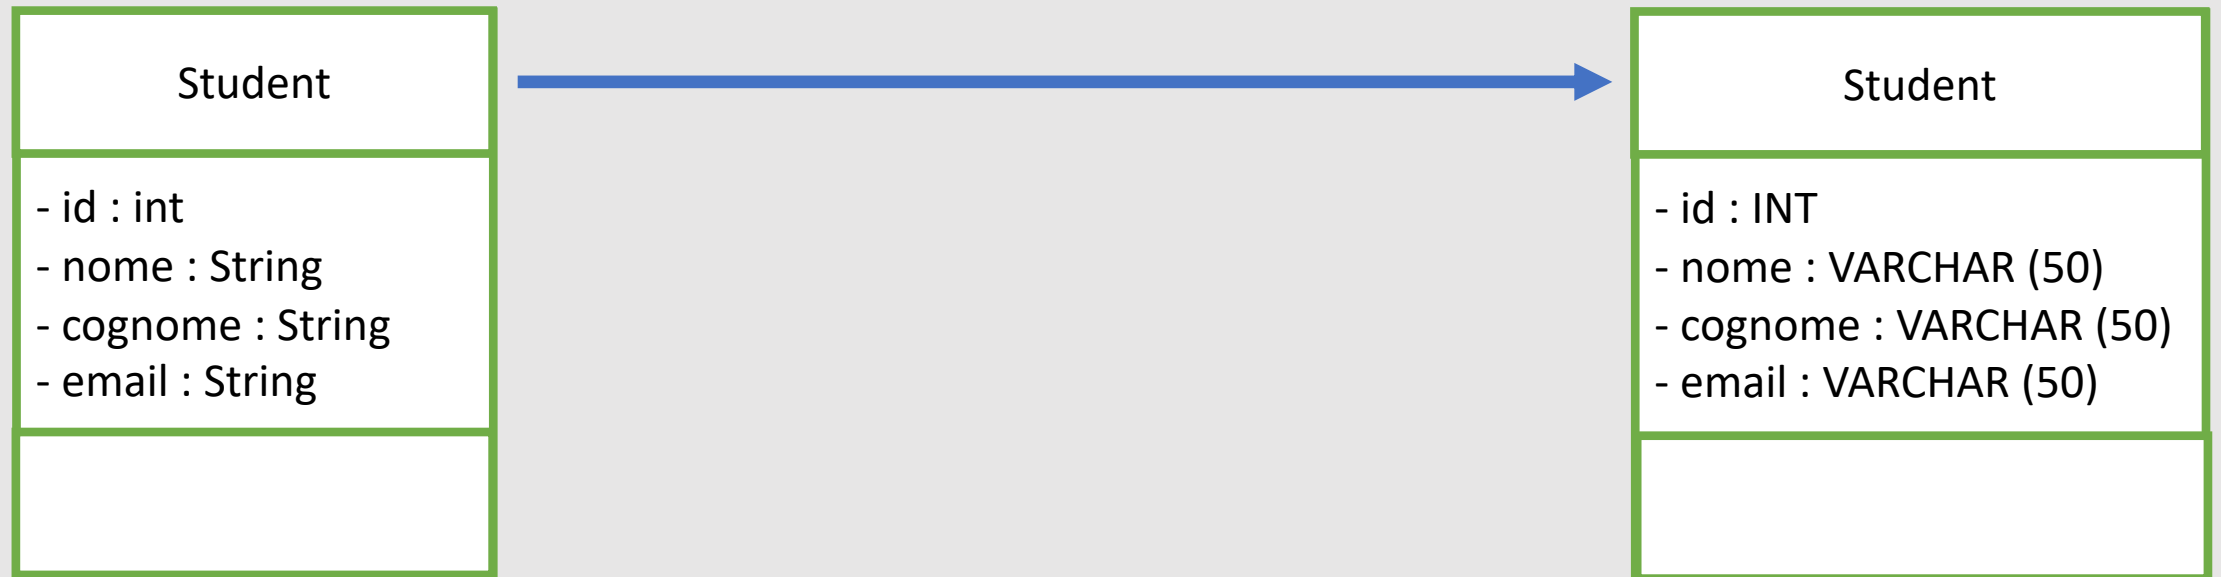 Student
- id : int
- nome : String
- cognome : String
- email : String
Student
- id : INT
- nome : VARCHAR (50)
- cognome : VARCHAR (50)
- email : VARCHAR (50)